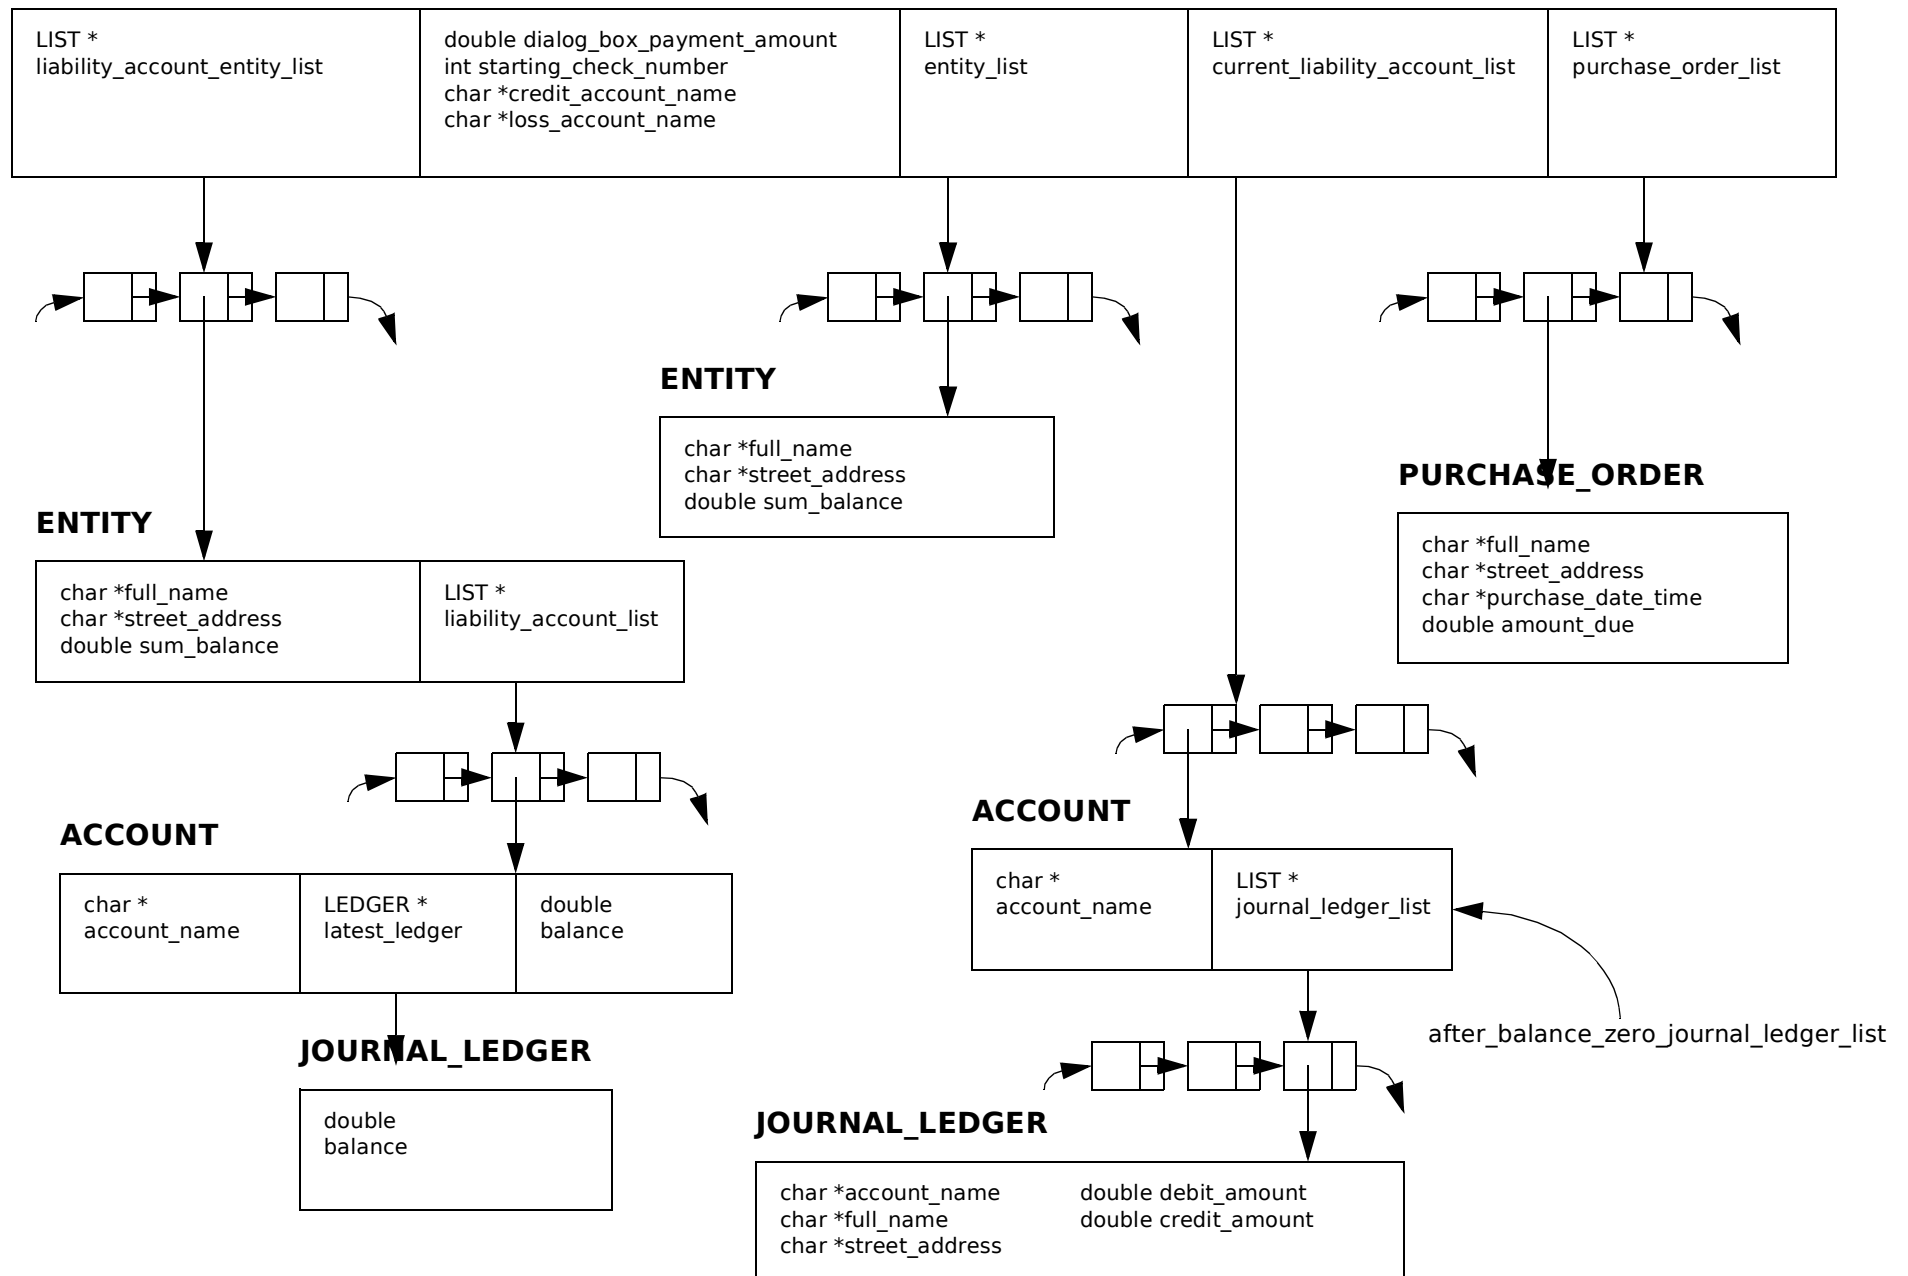 LIST *
liability_account_entity_list
double dialog_box_payment_amount
int starting_check_number
char *credit_account_name
char *loss_account_name
LIST *
entity_list
LIST *
current_liability_account_list
LIST *
purchase_order_list
ENTITY
char *full_name
char *street_address
double sum_balance
PURCHASE_ORDER
char *full_name
char *street_address
char *purchase_date_time
double amount_due
ENTITY
char *full_name
char *street_address
double sum_balance
LIST *
liability_account_list
ACCOUNT
char *
account_name
LEDGER *
latest_ledger
double
balance
ACCOUNT
char *
account_name
LIST *
journal_ledger_list
after_balance_zero_journal_ledger_list
JOURNAL_LEDGER
double
balance
JOURNAL_LEDGER
char *account_name
char *full_name
char *street_address
double debit_amount
double credit_amount